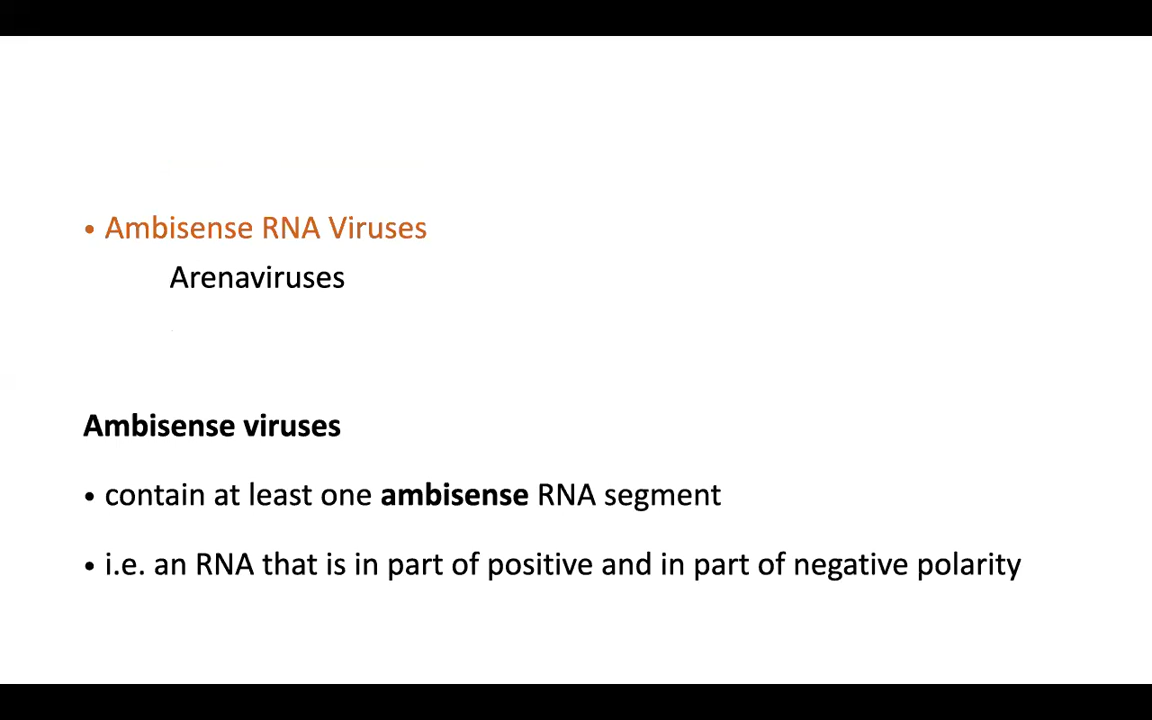 • Ambisense RNA Viruses
Arenaviruses
Ambisense viruses
• contain at least one ambisense RNA segment
• i.e. an RNA that is in part of positive and in part of negative polarity